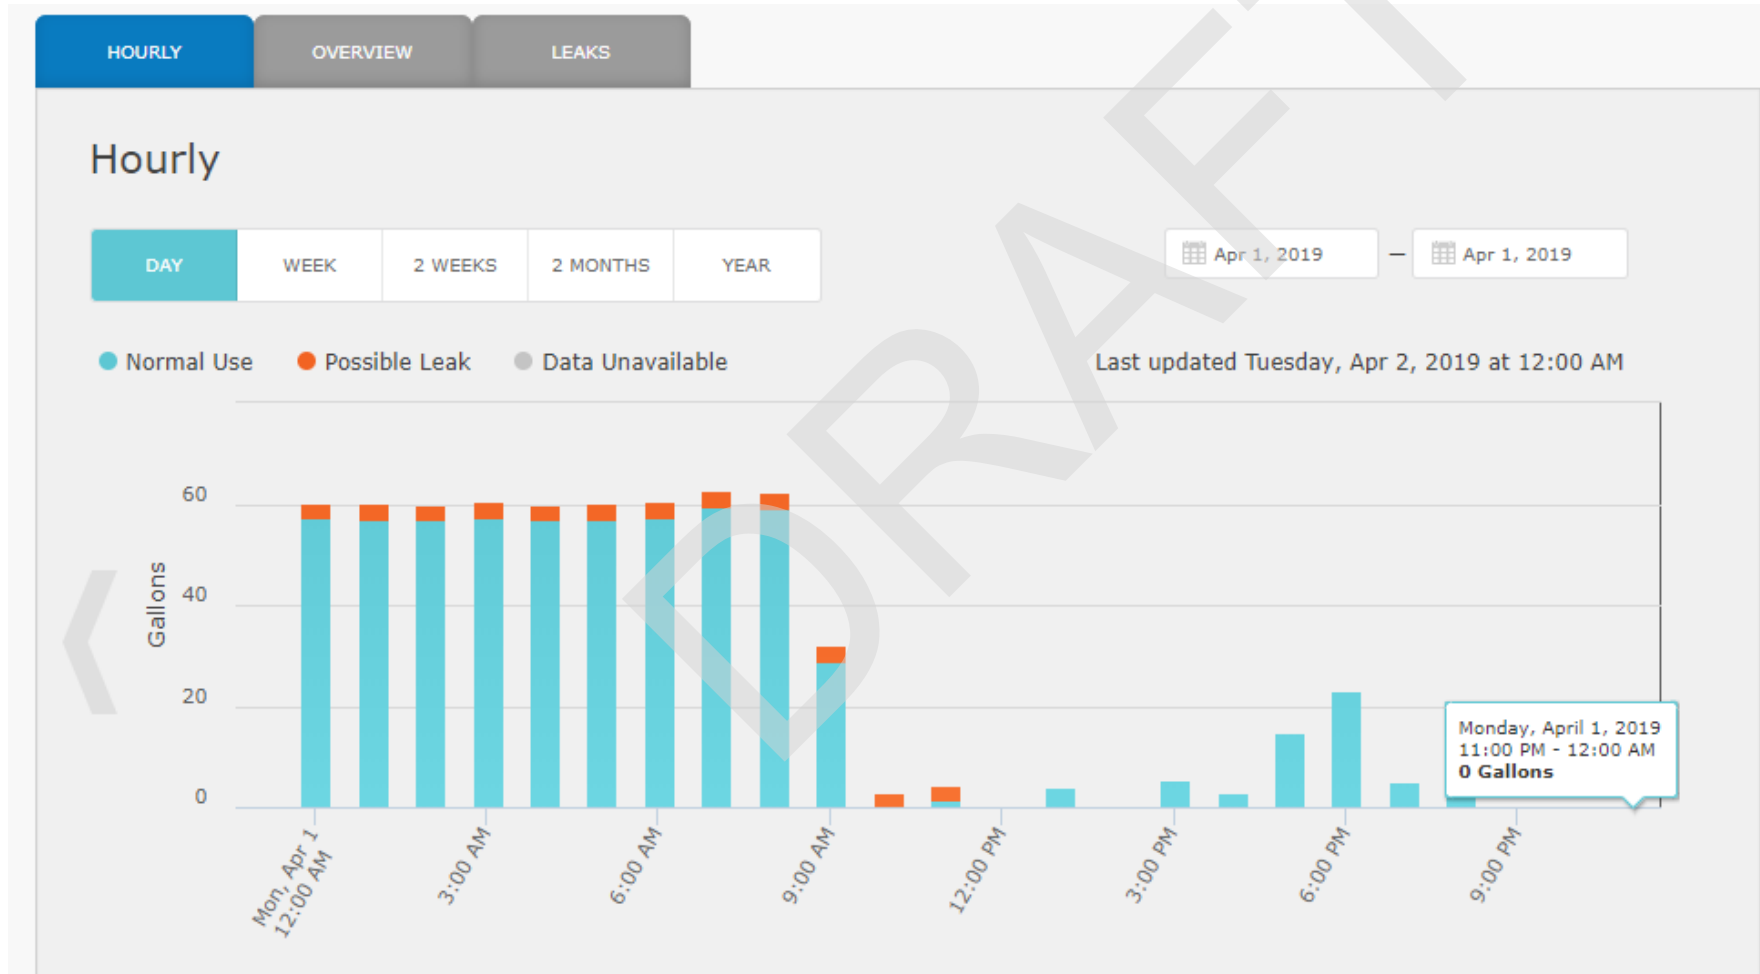 HOURLY OVERVIEW LEAKS
Hourly
DAY WEEK 2 WEEKS 2 MONTHS YEAR
Apr 1, 2019 – Apr 1, 2019
Normal Use Possible Leak Data Unavailable
Last updated Tuesday, Apr 2, 2019 at 12:00 AM
60
40
20
0
Gallons
Monday, April 1, 2019
11:00 PM - 12:00 AM
0 Gallons
Mon, Apr 1
12:00 AM
3:00 AM
6:00 AM
9:00 AM
12:00 PM
3:00 PM
6:00 PM
9:00 PM
DRAFT